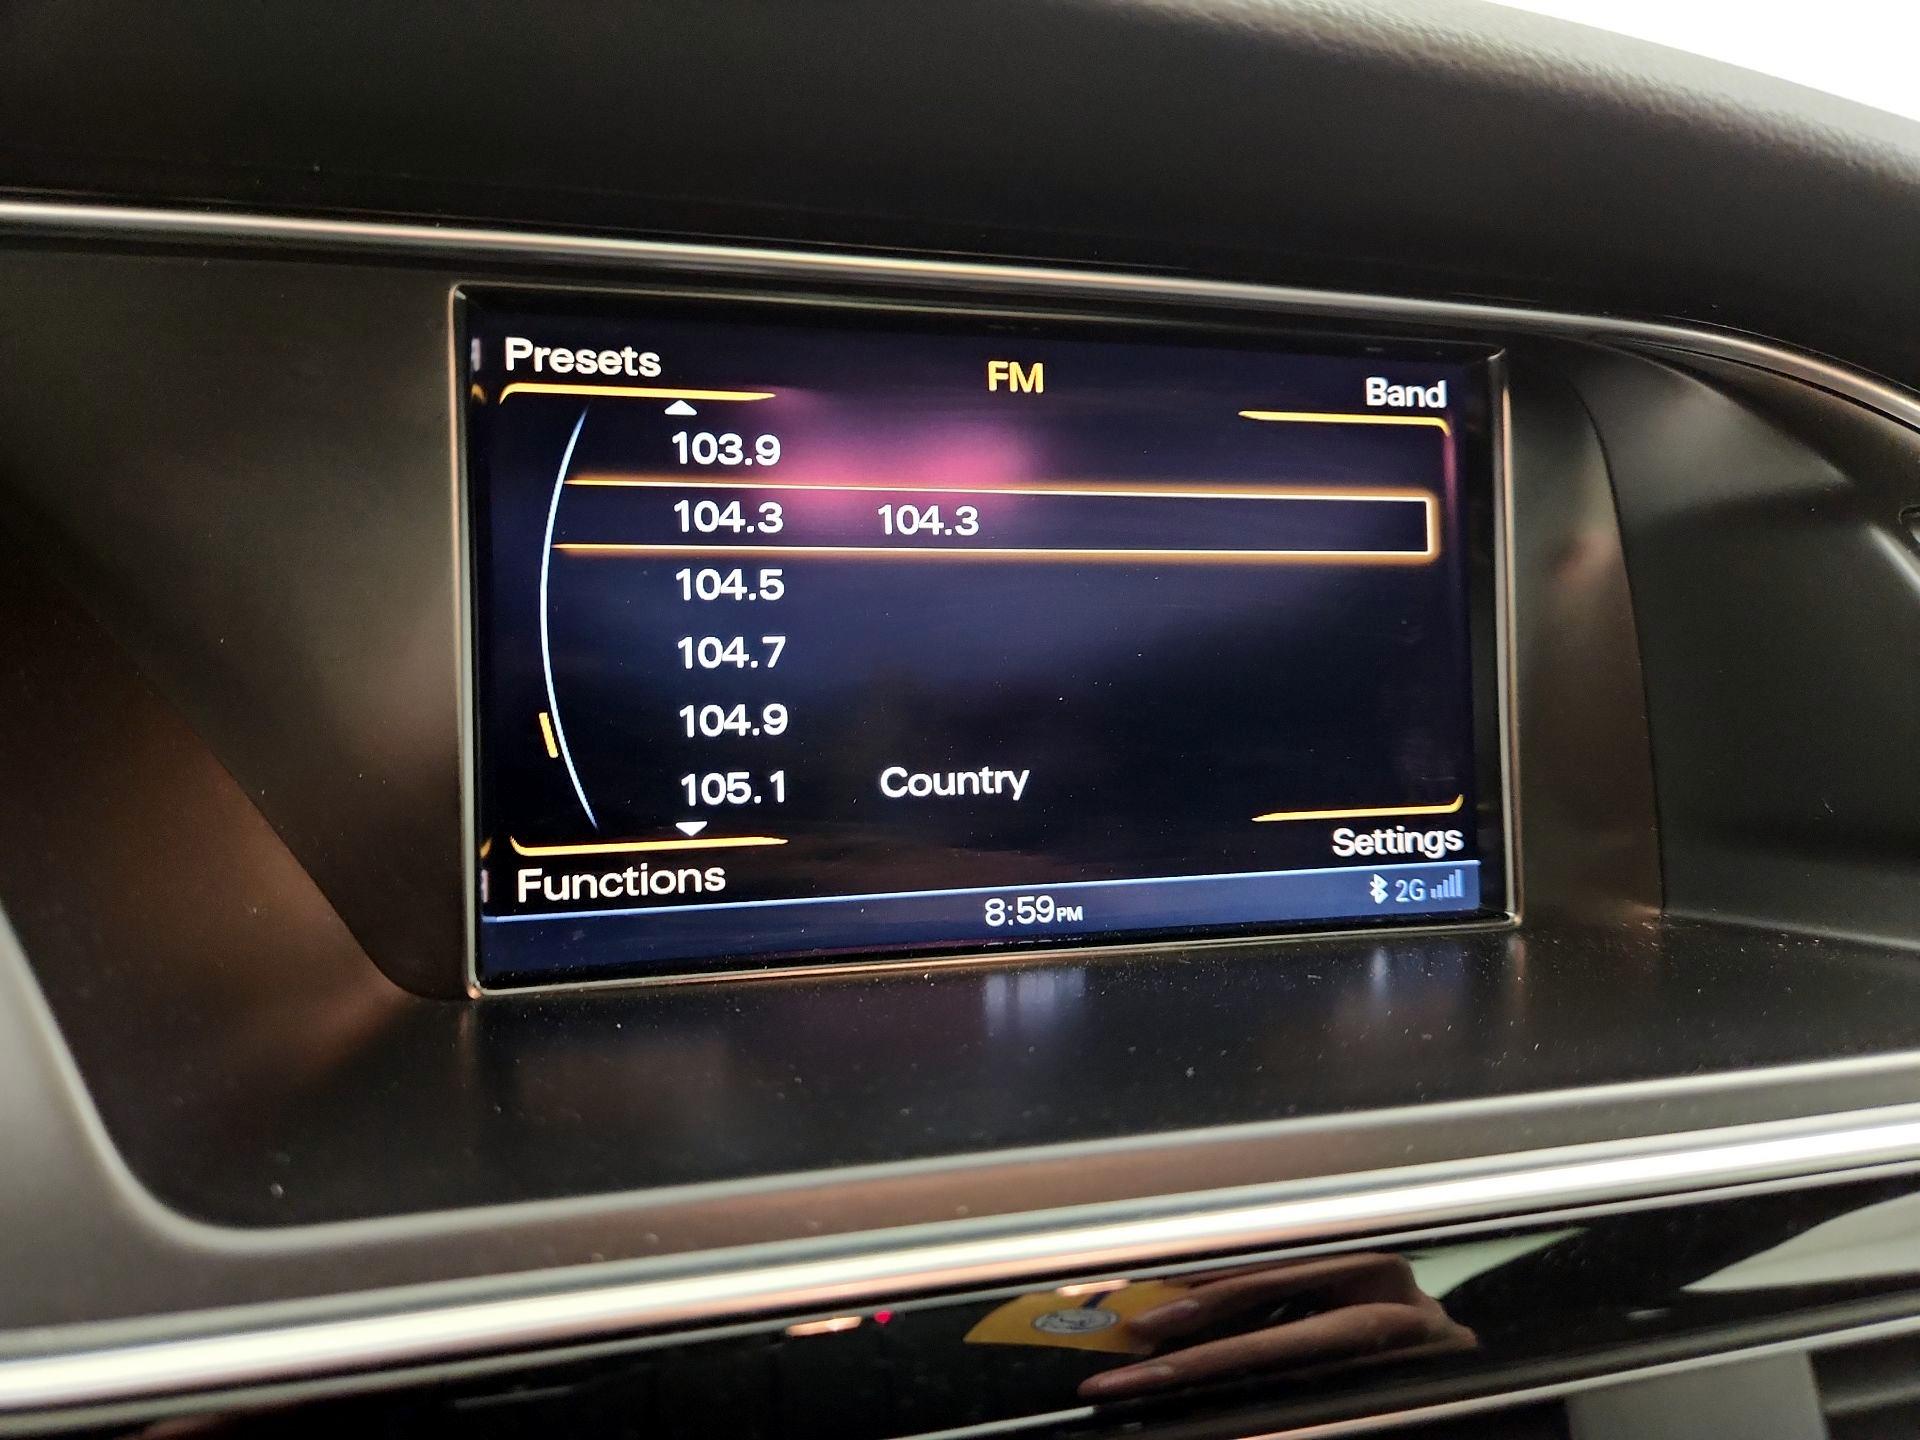 Presets
FM
Band
103.9
104.3 104.3
104.5
104.7
104.9
105.1 Country
Settings
Functions
8:59PM
2G